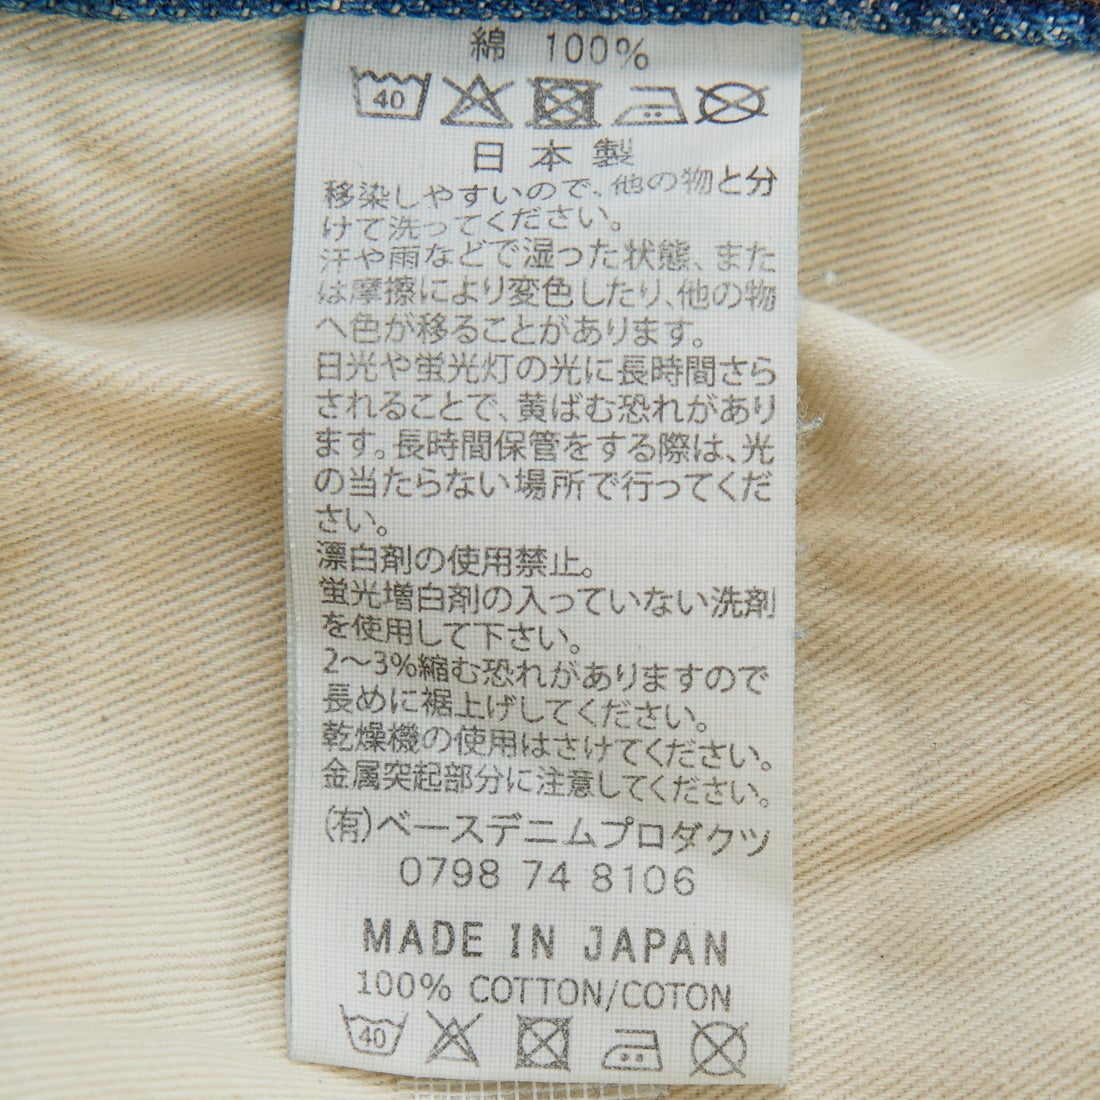 綿 100%
40
日本製
移染しやすいので、他の物と分
けて洗ってください。
汗や雨などで湿った状態、また
は摩擦により変色したり、他の物
へ色が移ることがあります。
日光や蛍光灯の光に長時間さら
されることで、黄ばむ恐れがあり
ます。長時間保管をする際は、光
の当たらない場所で行ってくだ
さい。
漂白剤の使用禁止。
蛍光増白剤の入っていない洗剤
を使用して下さい。
2〜3%縮む恐れがありますので
長めに裾上げしてください。
乾燥機の使用はさけてください。
金属突起部分に注意してください。
(有)ベースデニムプロダクツ
0798 74 8106
MADE IN JAPAN
100% COTTON/COTON
40